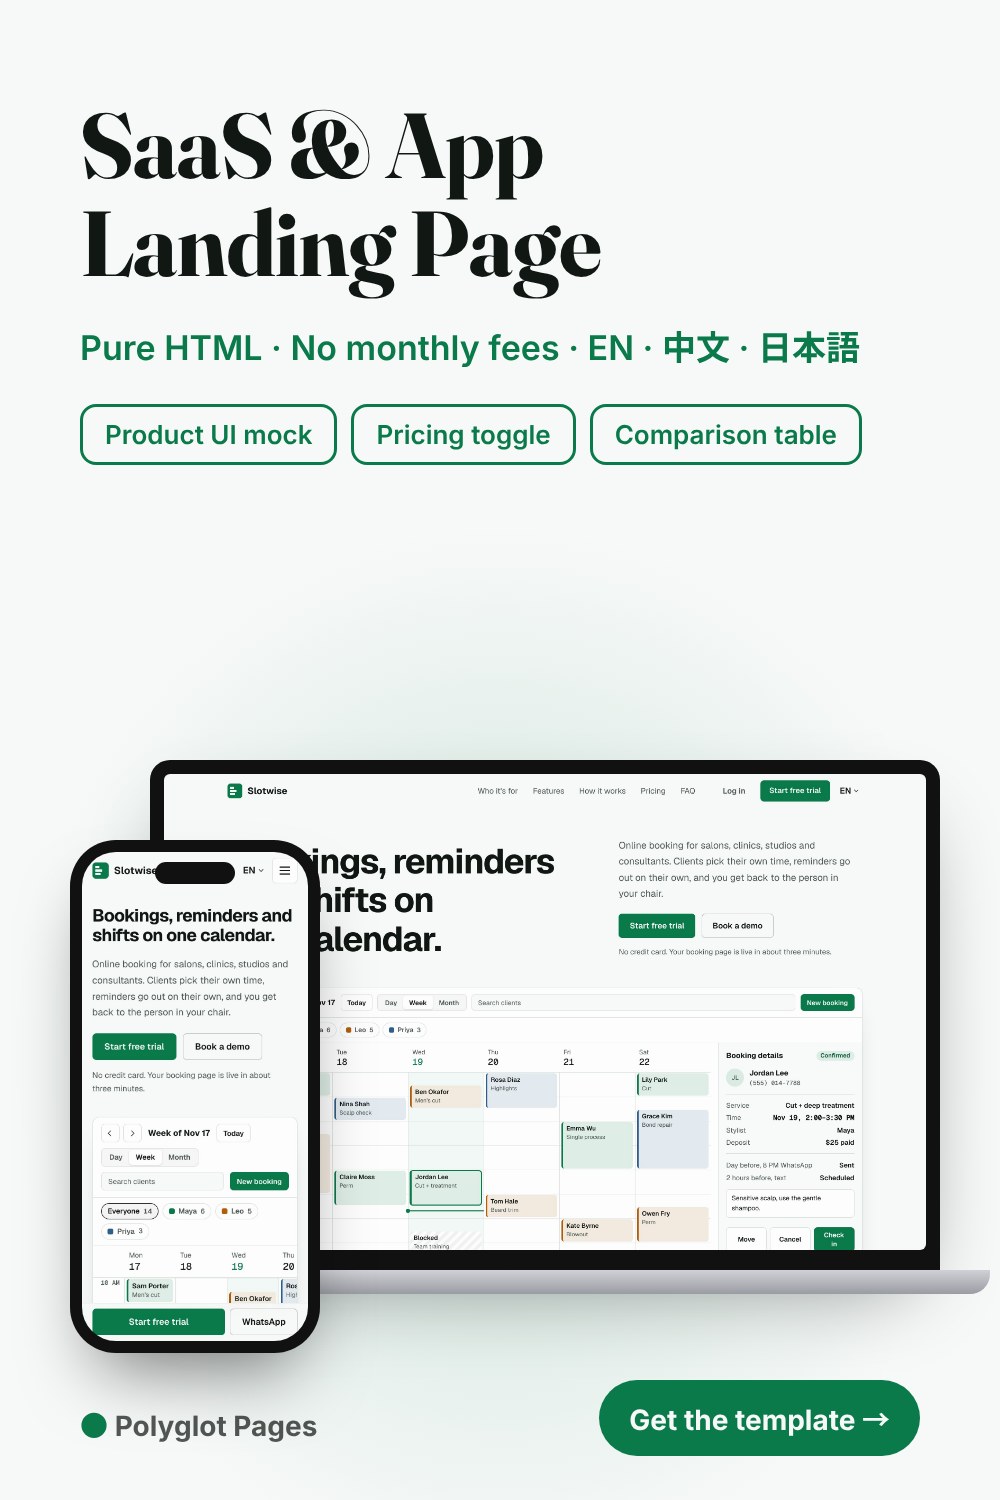 SaaS & App
Landing Page
Pure HTML · No monthly fees · EN · 中文 · 日本語
Product UI mock
Pricing toggle
Comparison table
Slotwise
Who it's for
Features
How it works
Pricing
FAQ
Log in
Start free trial
EN
ings, reminders
hifts on
alendar.
Online booking for salons, clinics, studios and
consultants. Clients pick their own time, reminders go
out on their own, and you get back to the person in
your chair.
Start free trial
Book a demo
No credit card. Your booking page is live in about three minutes.
Nov 17
Today
Day
Week
Month
Search clients
New booking
6
Leo 5
Priya 3
Tue
18
Wed
19
Thu
20
Fri
21
Sat
22
Nina Shah
Scalp check
Claire Moss
Perm
Ben Okafor
Men's cut
Jordan Lee
Cut + treatment
Blocked
Team training
Rosa Diaz
Highlights
Tom Hale
Beard trim
Emma Wu
Single process
Kate Byrne
Blowout
Lily Park
Cut
Grace Kim
Bond repair
Owen Fry
Perm
Booking details
Confirmed
JL
Jordan Lee
(555) 014-7788
Service
Cut + deep treatment
Time
Nov 19, 2:00–3:30 PM
Stylist
Maya
Deposit
$25 paid
Day before, 8 PM WhatsApp
Sent
2 hours before, text
Scheduled
Sensitive scalp, use the gentle
shampoo.
Move
Cancel
Check
in
Slotwise
EN
Bookings, reminders and
shifts on one calendar.
Online booking for salons, clinics, studios and
consultants. Clients pick their own time,
reminders go out on their own, and you get
back to the person in your chair.
Start free trial
Book a demo
No credit card. Your booking page is live in about
three minutes.
Week of Nov 17
Today
Day
Week
Month
Search clients
New booking
Everyone 14
Maya 6
Leo 5
Priya 3
Mon
17
Tue
18
Wed
19
Thu
20
10 AM
Sam Porter
Men's cut
Ben Okafor
Start free trial
WhatsApp
Polyglot Pages
Get the template →